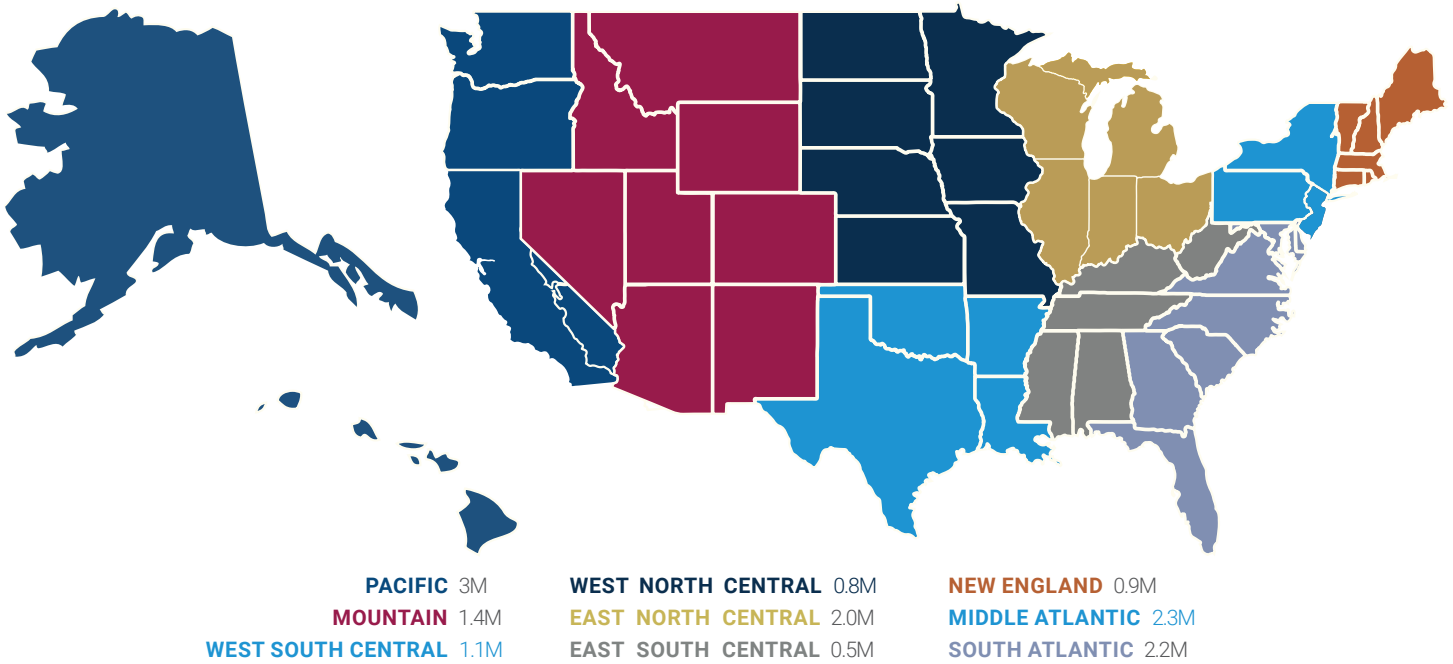 PACIFIC 3M
MOUNTAIN 1.4M
WEST SOUTH CENTRAL 1.1M
WEST NORTH CENTRAL 0.8M
EAST NORTH CENTRAL 2.0M
EAST SOUTH CENTRAL 0.5M
NEW ENGLAND 0.9M
MIDDLE ATLANTIC 2.3M
SOUTH ATLANTIC 2.2M